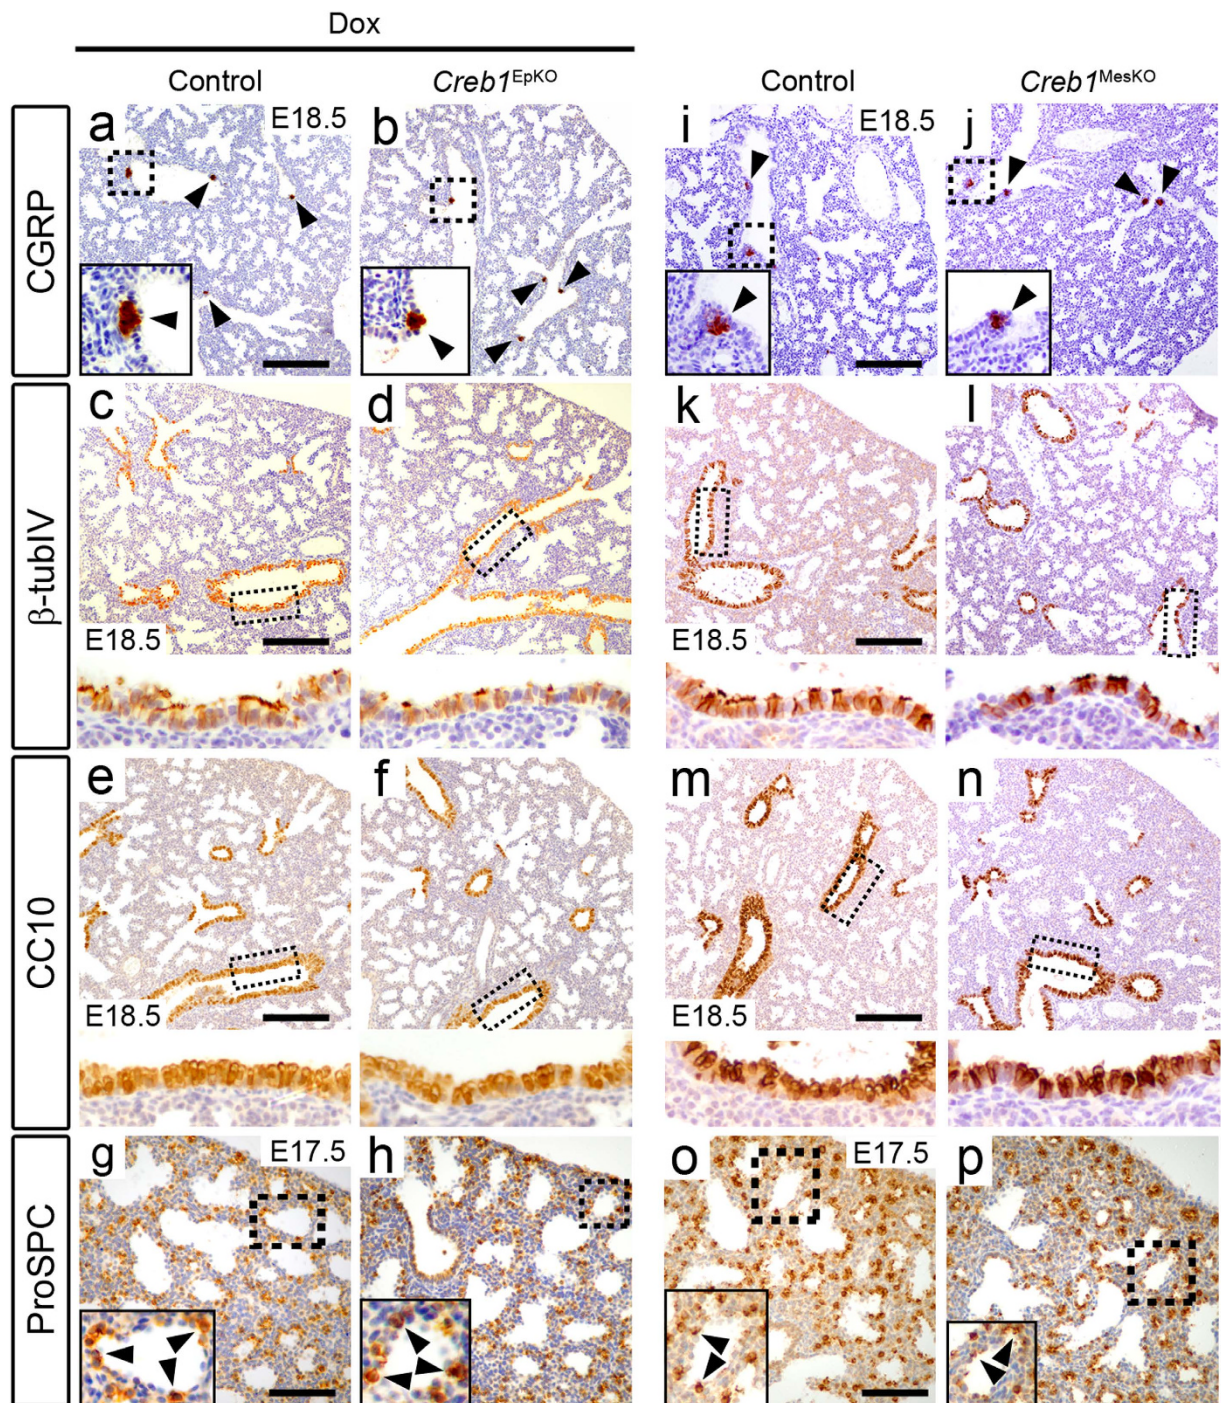 Dox
Control
Creb1EpKO
Control
Creb1MesKO
CGRP
a
E18.5
b
i
E18.5
j
β-tubIV
c
E18.5
d
k
E18.5
l
CC10
e
E18.5
f
m
E18.5
n
ProSPC
g
E17.5
h
o
E17.5
p